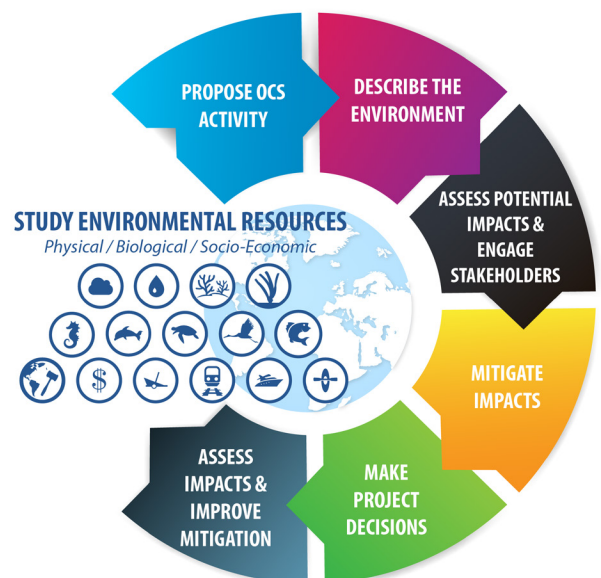 PROPOSE OCS
ACTIVITY
DESCRIBE THE
ENVIRONMENT
ASSESS POTENTIAL
IMPACTS &
ENGAGE
STAKEHOLDERS
MITIGATE
IMPACTS
MAKE
PROJECT
DECISIONS
ASSESS
IMPACTS &
IMPROVE
MITIGATION
STUDY ENVIRONMENTAL RESOURCES
Physical / Biological / Socio-Economic
$